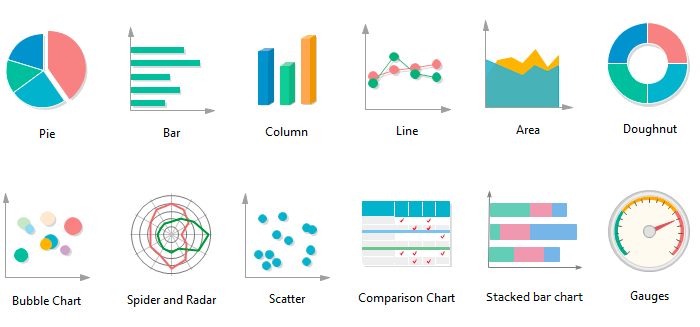 Pie
Bar
Column
Line
Area
Doughnut
Bubble Chart
Spider and Radar
Scatter
Comparison Chart
Stacked bar chart
Gauges